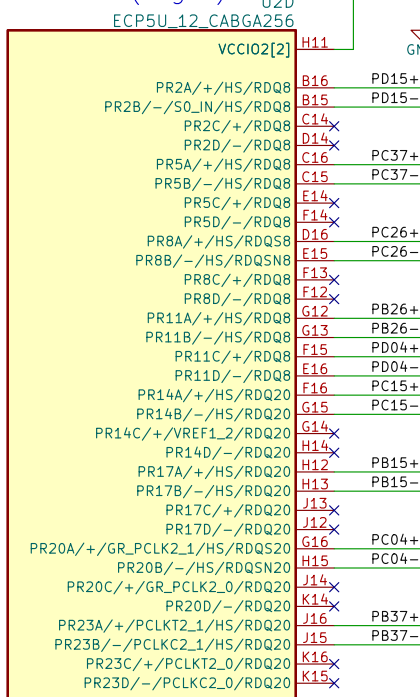 U2D
ECP5U_12_CABGA256
VCCIO2[2] H11
GN
PR2A/+/HS/RDQ8 B16 PD15+
PR2B/-/S0_IN/HS/RDQ8 B15 PD15-
PR2C/+/RDQ8 C14
PR2D/-/RDQ8 D14
PR5A/+/HS/RDQ8 C16 PC37+
PR5B/-/HS/RDQ8 C15 PC37-
PR5C/+/RDQ8 E14
PR5D/-/RDQ8 F14
PR8A/+/HS/RDQS8 D16 PC26+
PR8B/-/HS/RDQSN8 E15 PC26-
PR8C/+/RDQ8 F13
PR8D/-/RDQ8 F12
PR11A/+/HS/RDQ8 G12 PB26+
PR11B/-/HS/RDQ8 G13 PB26-
PR11C/+/RDQ8 F15 PD04+
PR11D/-/RDQ8 E16 PD04-
PR14A/+/HS/RDQ20 F16 PC15+
PR14B/-/HS/RDQ20 G15 PC15-
PR14C/+/VREF1_2/RDQ20 G14
PR14D/-/RDQ20 H14
PR17A/+/HS/RDQ20 H12 PB15+
PR17B/-/HS/RDQ20 H13 PB15-
PR17C/+/RDQ20 J13
PR17D/-/RDQ20 J12
PR20A/+/GR_PCLK2_1/HS/RDQS20 G16 PC04+
PR20B/-/HS/RDQSN20 H15 PC04-
PR20C/+/GR_PCLK2_0/RDQ20 J14
PR20D/-/RDQ20 K14
PR23A/+/PCLKT2_1/HS/RDQ20 J16 PB37+
PR23B/-/PCLKC2_1/HS/RDQ20 J15 PB37-
PR23C/+/PCLKT2_0/RDQ20 K16
PR23D/-/PCLKC2_0/RDQ20 K15